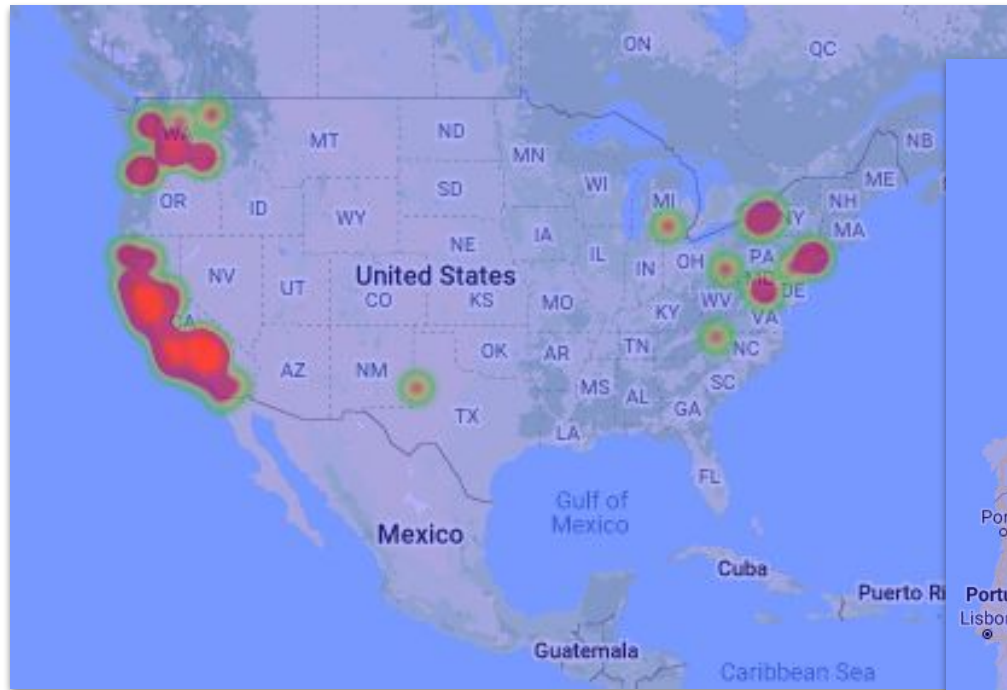 ON
QC
NB
WA
MT
ND
MN
ME
OR
ID
SD
WI
MI
NY
NH
MA
WY
IA
PA
NE
IL
IN
OH
NV
UT
United States
CO
KS
MO
WV
DE
KY
VA
CA
OK
AR
TN
NC
AZ
NM
MS
AL
SC
TX
GA
LA
FL
Gulf of
Mexico
Mexico
Cuba
Puerto Ri
Guatemala
Caribbean Sea
Por
Portu
Lisbon